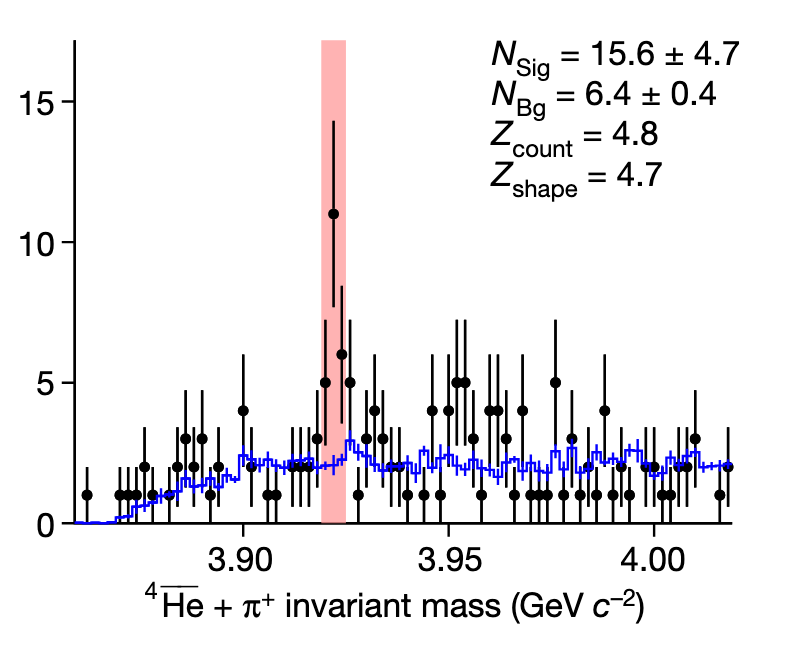 N_Sig = 15.6 ± 4.7
N_Bg = 6.4 ± 0.4
Z_count = 4.8
Z_shape = 4.7
15
10
5
0
3.90 3.95 4.00
⁴H̅e̅ + π⁺ invariant mass (GeV c⁻²)